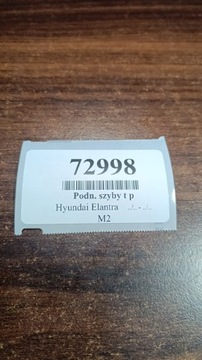 72998
Podn. szyby t p
Hyundai Elantra ...-...
M2